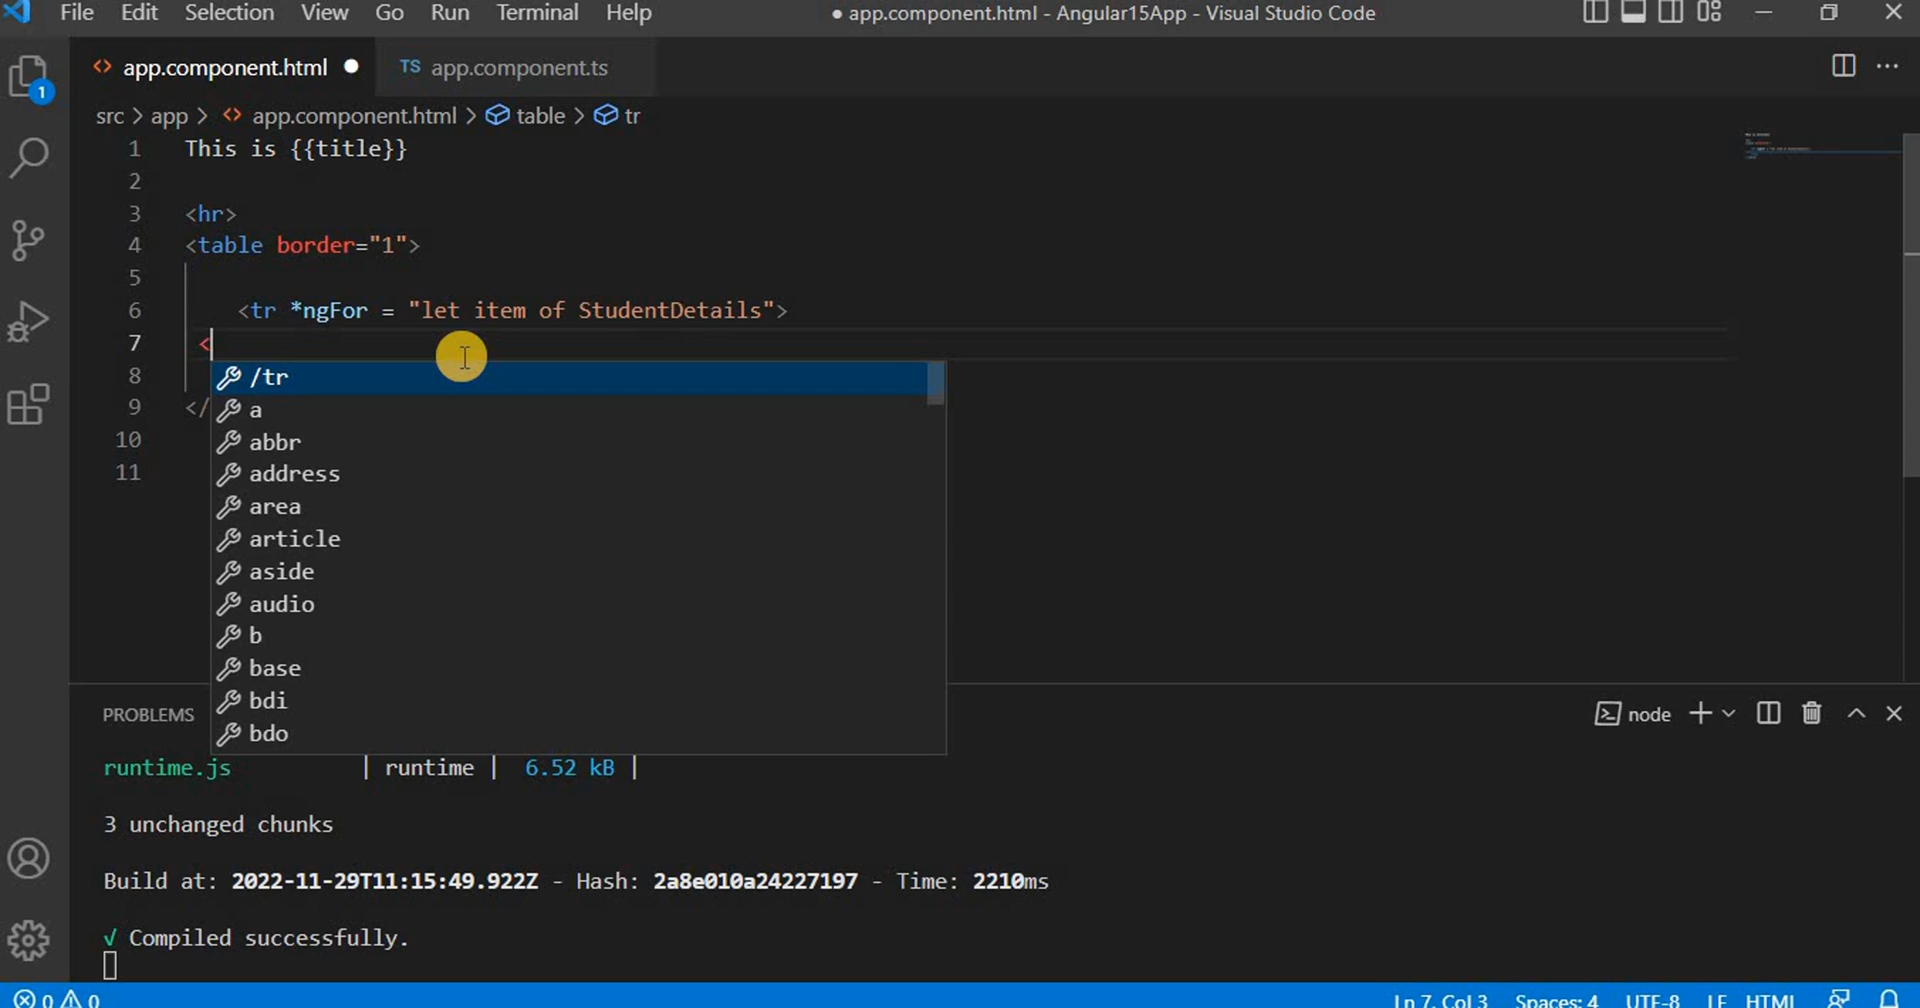 File Edit Selection View Go Run Terminal Help ● app.component.html - Angular15App - Visual Studio Code
<> app.component.html ● TS app.component.ts
1
src > app > <> app.component.html > table > tr
1 This is {{title}}
2
3 <hr>
4 <table border="1">
5
6 <tr *ngFor = "let item of StudentDetails">
7 <
8 /tr
a
9 </
abbr
10
address
11
area
article
aside
audio
b
base
bdi
bdo
PROBLEMS
node
runtime.js | runtime | 6.52 kB |
3 unchanged chunks
Build at: 2022-11-29T11:15:49.922Z - Hash: 2a8e010a24227197 - Time: 2210ms
√ Compiled successfully.
0 0 Ln 7, Col 3 Spaces: 4 UTF-8 LF HTML